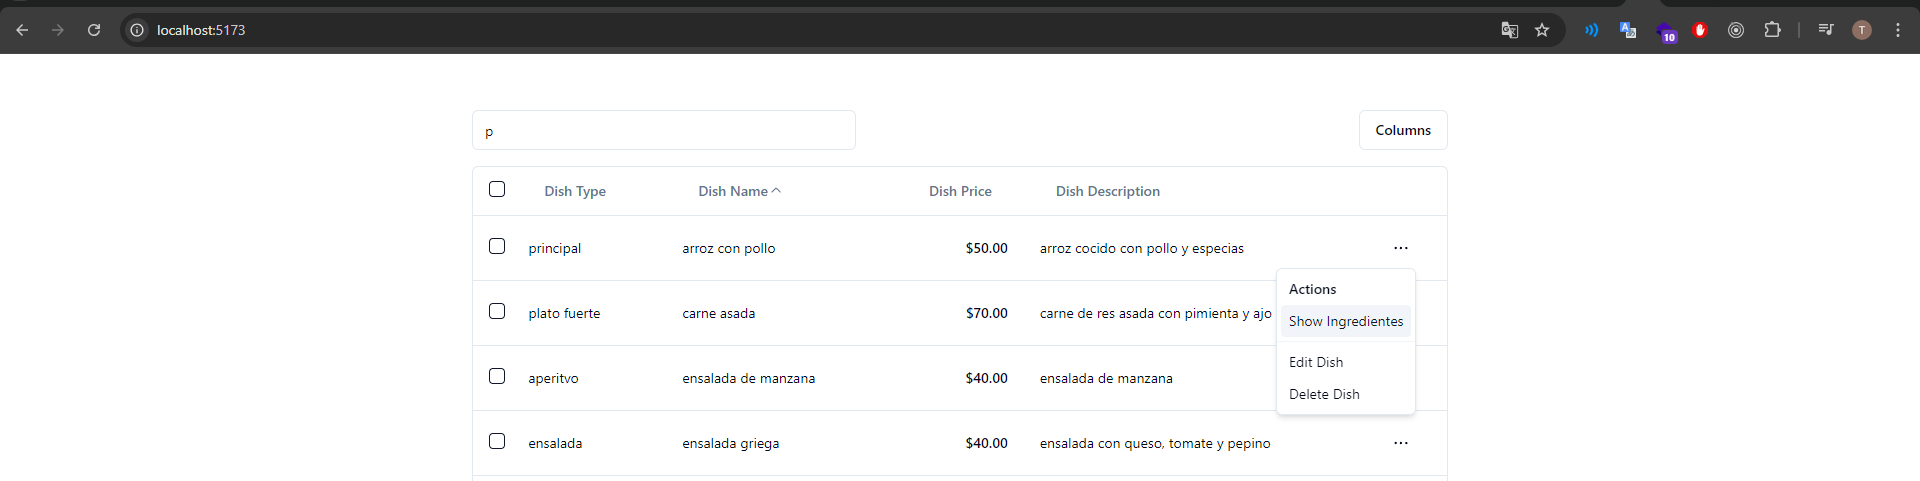 localhost:5173
10
T
p
Columns
Dish Type Dish Name Dish Price Dish Description
principal arroz con pollo $50.00 arroz cocido con pollo y especias ...
Actions
plato fuerte carne asada $70.00 carne de res asada con pimienta y ajo
Show Ingredientes
Edit Dish
aperitvo ensalada de manzana $40.00 ensalada de manzana
Delete Dish
ensalada ensalada griega $40.00 ensalada con queso, tomate y pepino ...